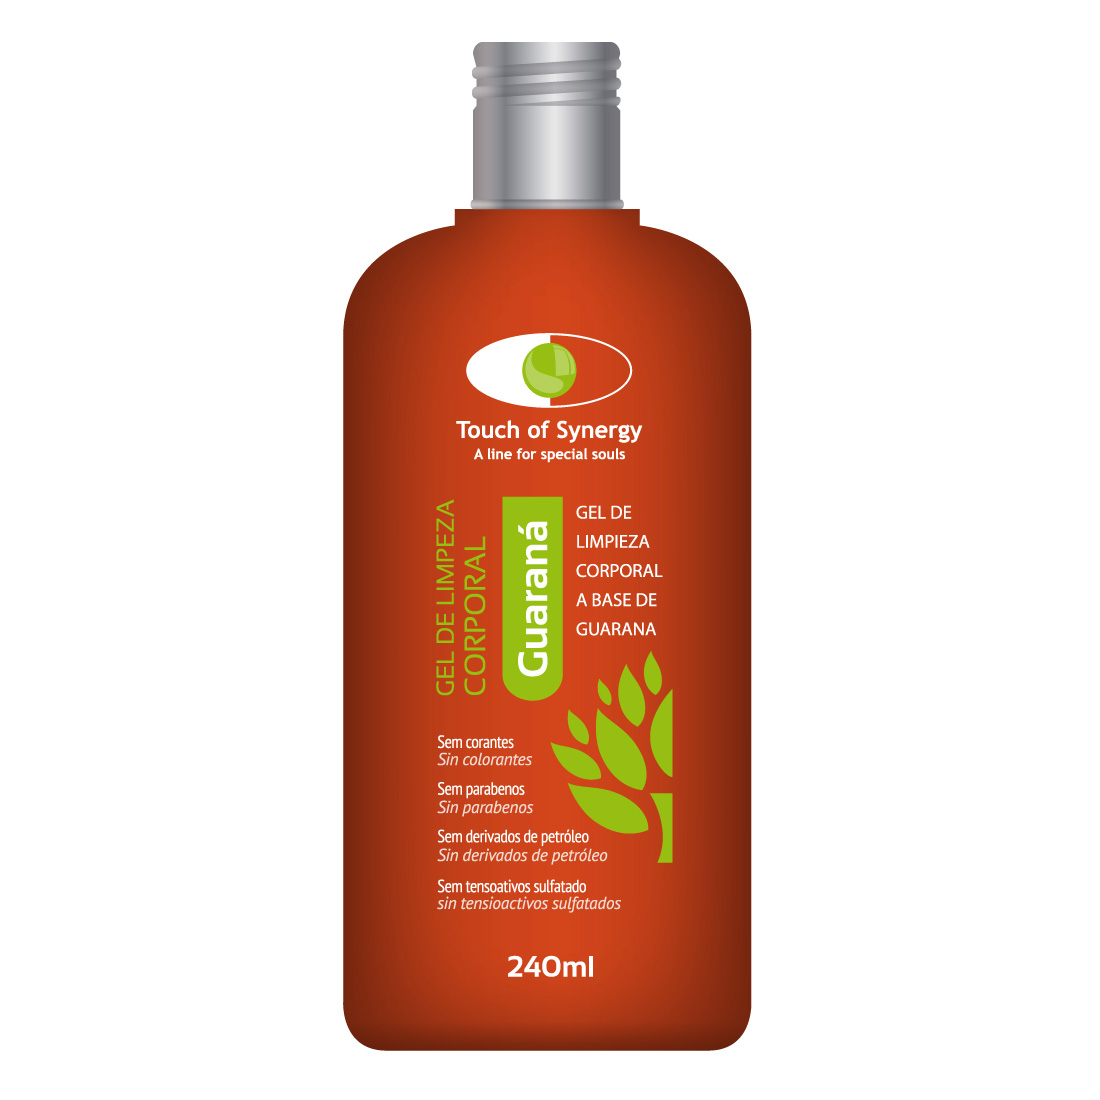 Touch of Synergy
A line for special souls
GEL DE LIMPEZA
CORPORAL
Guaraná
GEL DE
LIMPIEZA
CORPORAL
A BASE DE
GUARANA
Sem corantes
Sin colorantes
Sem parabenos
Sin parabenos
Sem derivados de petróleo
Sin derivados de petróleo
Sem tensoativos sulfatado
sin tensioactivos sulfatados
240ml